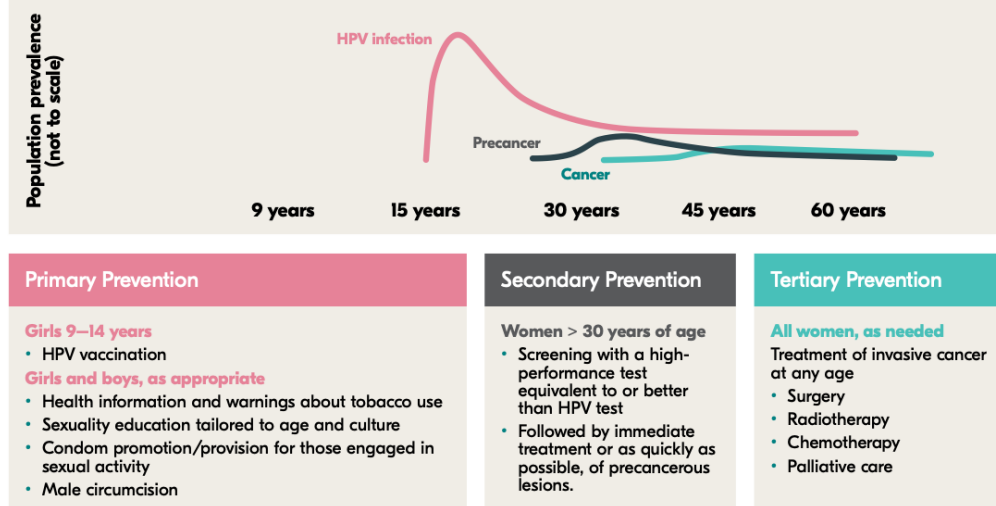 Population prevalence
(not to scale)
HPV infection
Precancer
Cancer
9 years
15 years
30 years
45 years
60 years
Primary Prevention
Girls 9–14 years
• HPV vaccination
Girls and boys, as appropriate
• Health information and warnings about tobacco use
• Sexuality education tailored to age and culture
• Condom promotion/provision for those engaged in
sexual activity
• Male circumcision
Secondary Prevention
Women > 30 years of age
• Screening with a high-
performance test
equivalent to or better
than HPV test
• Followed by immediate
treatment or as quickly as
possible, of precancerous
lesions.
Tertiary Prevention
All women, as needed
Treatment of invasive cancer
at any age
• Surgery
• Radiotherapy
• Chemotherapy
• Palliative care